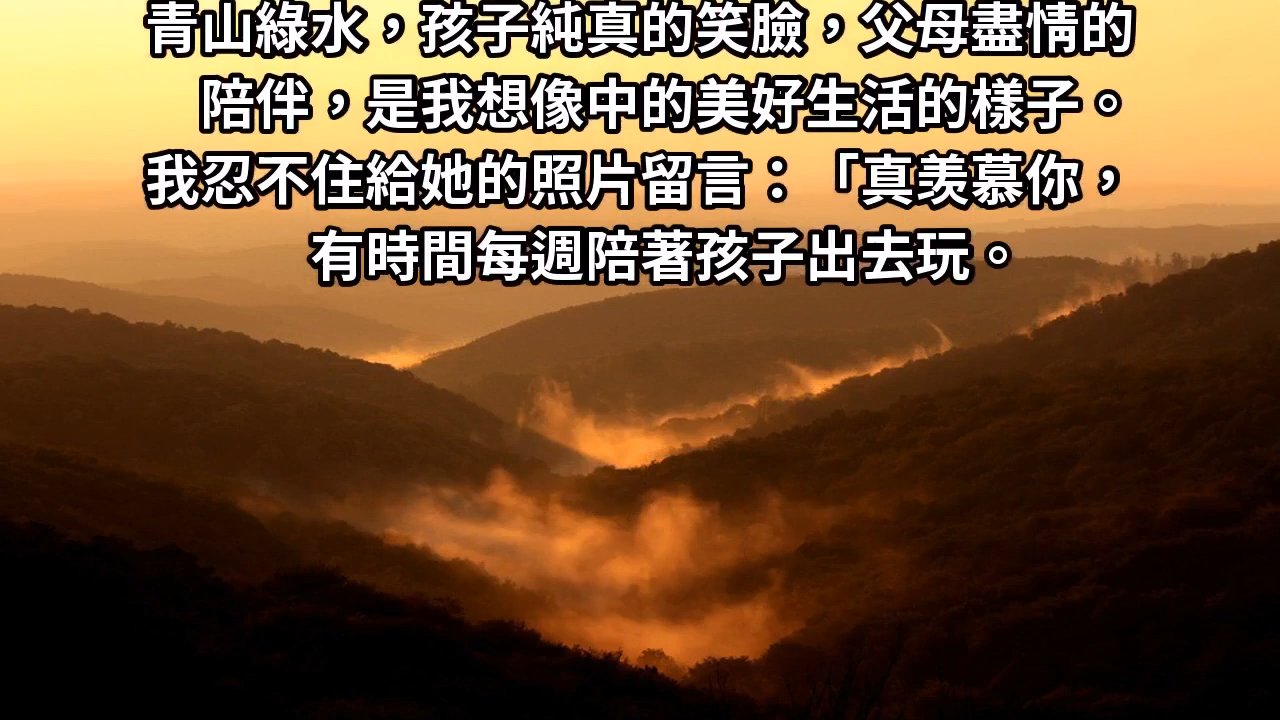 青山綠水，孩子純真的笑臉，父母盡情的
陪伴，是我想像中的美好生活的樣子。
我忍不住給她的照片留言：「真羨慕你，
有時間每週陪著孩子出去玩。